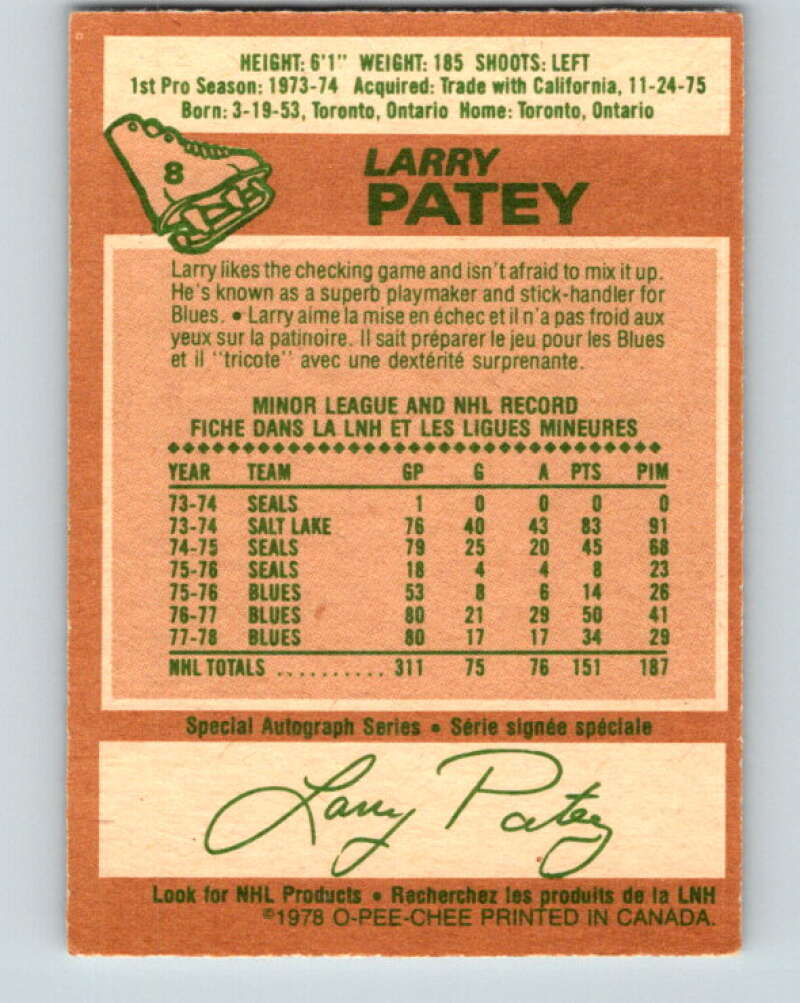 HEIGHT: 6'1" WEIGHT: 185 SHOOTS: LEFT
1st Pro Season: 1973-74 Acquired: Trade with California, 11-24-75
Born: 3-19-53, Toronto, Ontario Home: Toronto, Ontario
8
LARRY
PATEY
Larry likes the checking game and isn't afraid to mix it up.
He's known as a superb playmaker and stick-handler for
Blues. • Larry aime la mise en échec et il n'a pas froid aux
yeux sur la patinoire. Il sait préparer le jeu pour les Blues
et il "tricote" avec une dextérité surprenante.
MINOR LEAGUE AND NHL RECORD
FICHE DANS LA LNH ET LES LIGUES MINEURES
YEAR TEAM GP G A PTS PIM
73-74 SEALS 1 0 0 0 0
73-74 SALT LAKE 76 40 43 83 91
74-75 SEALS 79 25 20 45 68
75-76 SEALS 18 4 4 8 23
75-76 BLUES 53 8 6 14 26
76-77 BLUES 80 21 29 50 41
77-78 BLUES 80 17 17 34 29
NHL TOTALS .......... 311 75 76 151 187
Special Autograph Series • Série signée spéciale
Larry Patey
Look for NHL Products • Recherchez les produits de la LNH
©1978 O-PEE-CHEE PRINTED IN CANADA.